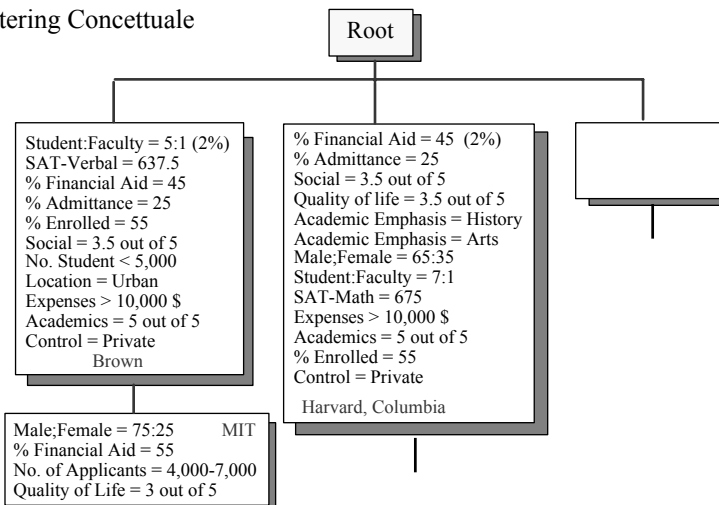 tering Concettuale
Root
Student:Faculty = 5:1 (2%)
SAT-Verbal = 637.5
% Financial Aid = 45
% Admittance = 25
% Enrolled = 55
Social = 3.5 out of 5
No. Student < 5,000
Location = Urban
Expenses > 10,000 $
Academics = 5 out of 5
Control = Private
Brown
% Financial Aid = 45 (2%)
% Admittance = 25
Social = 3.5 out of 5
Quality of life = 3.5 out of 5
Academic Emphasis = History
Academic Emphasis = Arts
Male;Female = 65:35
Student:Faculty = 7:1
SAT-Math = 675
Expenses > 10,000 $
Academics = 5 out of 5
% Enrolled = 55
Control = Private
Harvard, Columbia
Male;Female = 75:25 MIT
% Financial Aid = 55
No. of Applicants = 4,000-7,000
Quality of Life = 3 out of 5